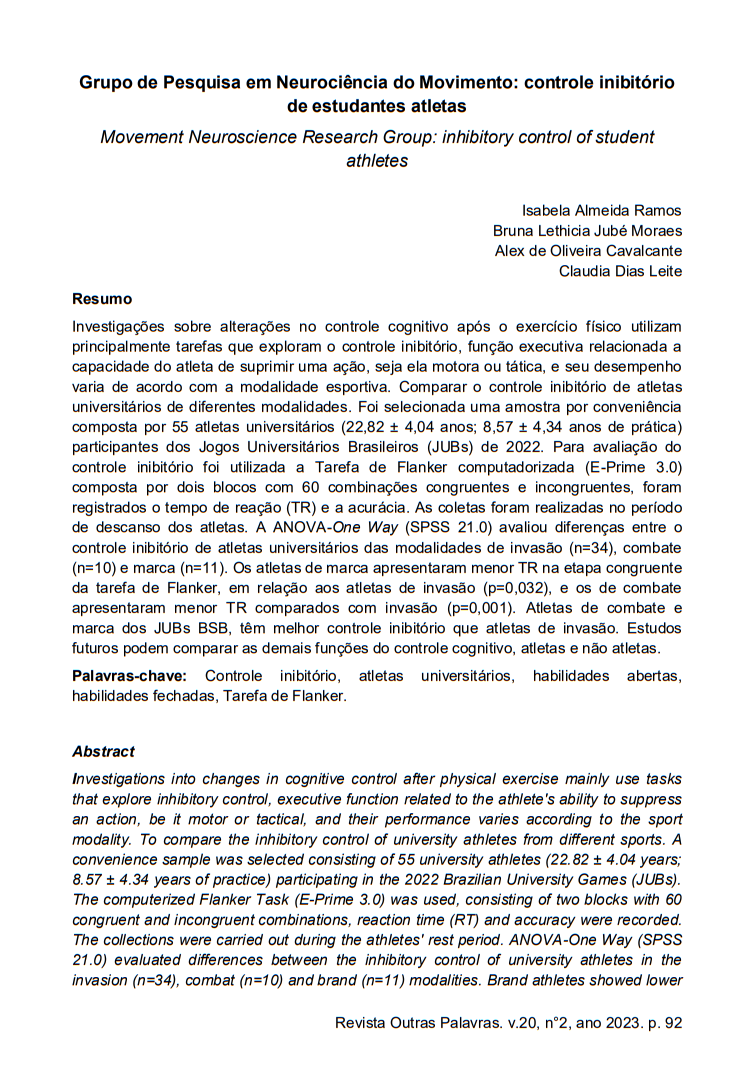 Grupo de Pesquisa em Neurociência do Movimento: controle inibitório
de estudantes atletas
Movement Neuroscience Research Group: inhibitory control of student
athletes
Isabela Almeida Ramos
Bruna Lethicia Jubé Moraes
Alex de Oliveira Cavalcante
Claudia Dias Leite
Resumo
Investigações sobre alterações no controle cognitivo após o exercício físico utilizam
principalmente tarefas que exploram o controle inibitório, função executiva relacionada a
capacidade do atleta de suprimir uma ação, seja ela motora ou tática, e seu desempenho
varia de acordo com a modalidade esportiva. Comparar o controle inibitório de atletas
universitários de diferentes modalidades. Foi selecionada uma amostra por conveniência
composta por 55 atletas universitários (22,82 ± 4,04 anos; 8,57 ± 4,34 anos de prática)
participantes dos Jogos Universitários Brasileiros (JUBs) de 2022. Para avaliação do
controle inibitório foi utilizada a Tarefa de Flanker computadorizada (E-Prime 3.0)
composta por dois blocos com 60 combinações congruentes e incongruentes, foram
registrados o tempo de reação (TR) e a acurácia. As coletas foram realizadas no período
de descanso dos atletas. A ANOVA-One Way (SPSS 21.0) avaliou diferenças entre o
controle inibitório de atletas universitários das modalidades de invasão (n=34), combate
(n=10) e marca (n=11). Os atletas de marca apresentaram menor TR na etapa congruente
da tarefa de Flanker, em relação aos atletas de invasão (p=0,032), e os de combate
apresentaram menor TR comparados com invasão (p=0,001). Atletas de combate e
marca dos JUBs BSB, têm melhor controle inibitório que atletas de invasão. Estudos
futuros podem comparar as demais funções do controle cognitivo, atletas e não atletas.
Palavras-chave: Controle inibitório, atletas universitários, habilidades abertas,
habilidades fechadas, Tarefa de Flanker.
Abstract
Investigations into changes in cognitive control after physical exercise mainly use tasks
that explore inhibitory control, executive function related to the athlete's ability to suppress
an action, be it motor or tactical, and their performance varies according to the sport
modality. To compare the inhibitory control of university athletes from different sports. A
convenience sample was selected consisting of 55 university athletes (22.82 ± 4.04 years;
8.57 ± 4.34 years of practice) participating in the 2022 Brazilian University Games (JUBs).
The computerized Flanker Task (E-Prime 3.0) was used, consisting of two blocks with 60
congruent and incongruent combinations, reaction time (RT) and accuracy were recorded.
The collections were carried out during the athletes' rest period. ANOVA-One Way (SPSS
21.0) evaluated differences between the inhibitory control of university athletes in the
invasion (n=34), combat (n=10) and brand (n=11) modalities. Brand athletes showed lower
Revista Outras Palavras. v.20, n°2, ano 2023. p. 92